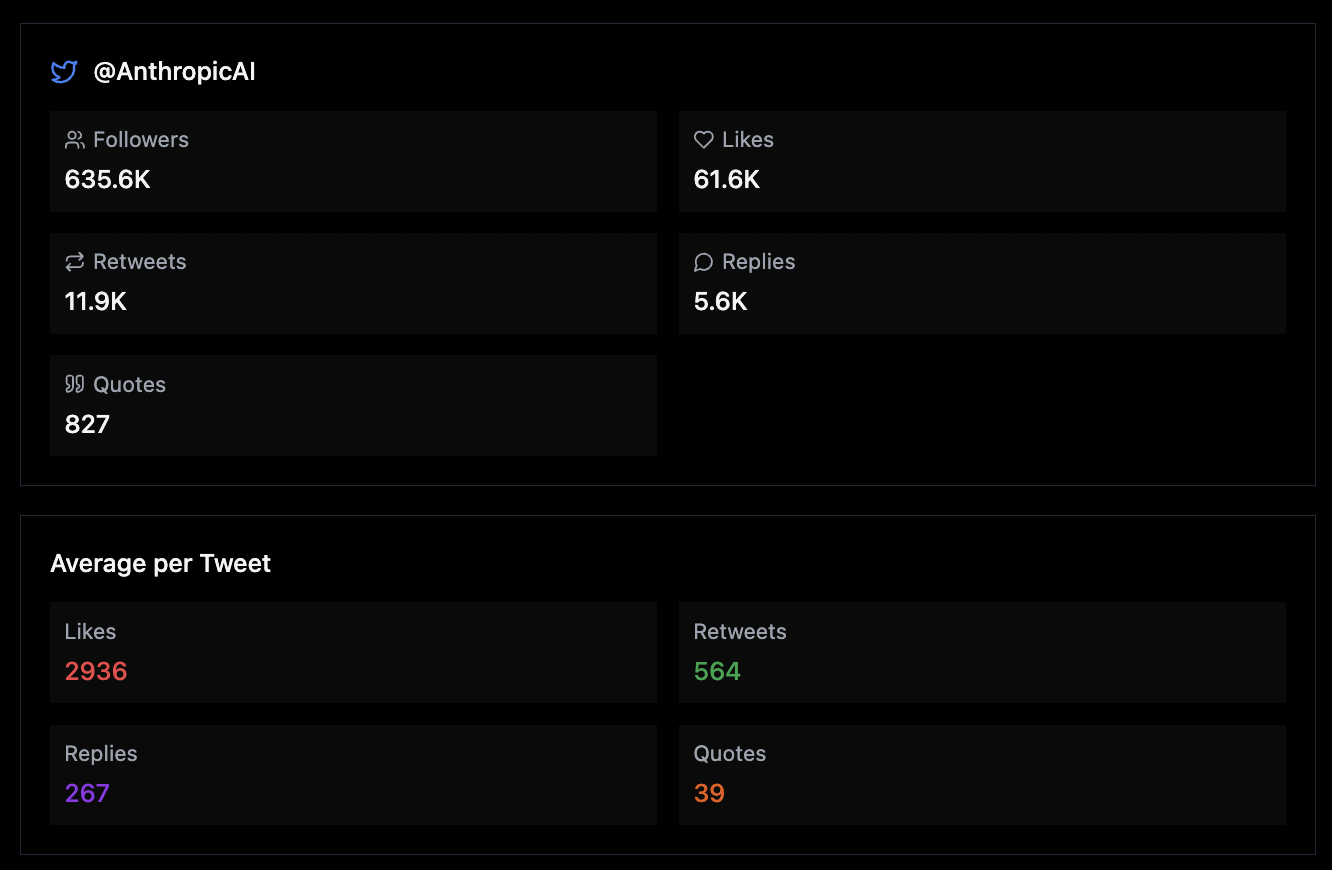 @AnthropicAI
Followers
635.6K
Likes
61.6K
Retweets
11.9K
Replies
5.6K
Quotes
827
Average per Tweet
Likes
2936
Retweets
564
Replies
267
Quotes
39